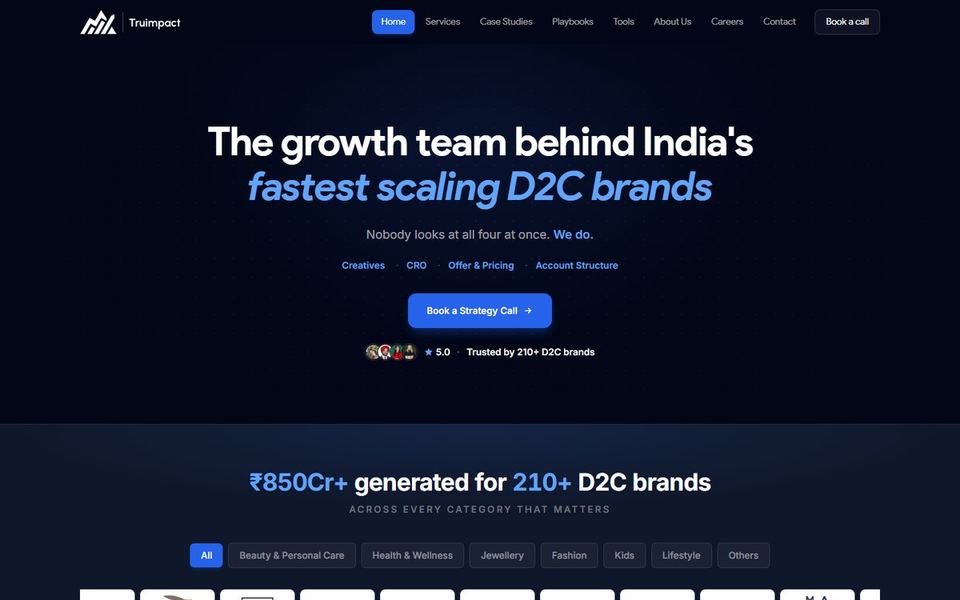 Truimpact
Home Services Case Studies Playbooks Tools About Us Careers Contact Book a call
The growth team behind India's
fastest scaling D2C brands
Nobody looks at all four at once. We do.
Creatives · CRO · Offer & Pricing · Account Structure
Book a Strategy Call →
★ 5.0 · Trusted by 210+ D2C brands
₹850Cr+ generated for 210+ D2C brands
ACROSS EVERY CATEGORY THAT MATTERS
All Beauty & Personal Care Health & Wellness Jewellery Fashion Kids Lifestyle Others